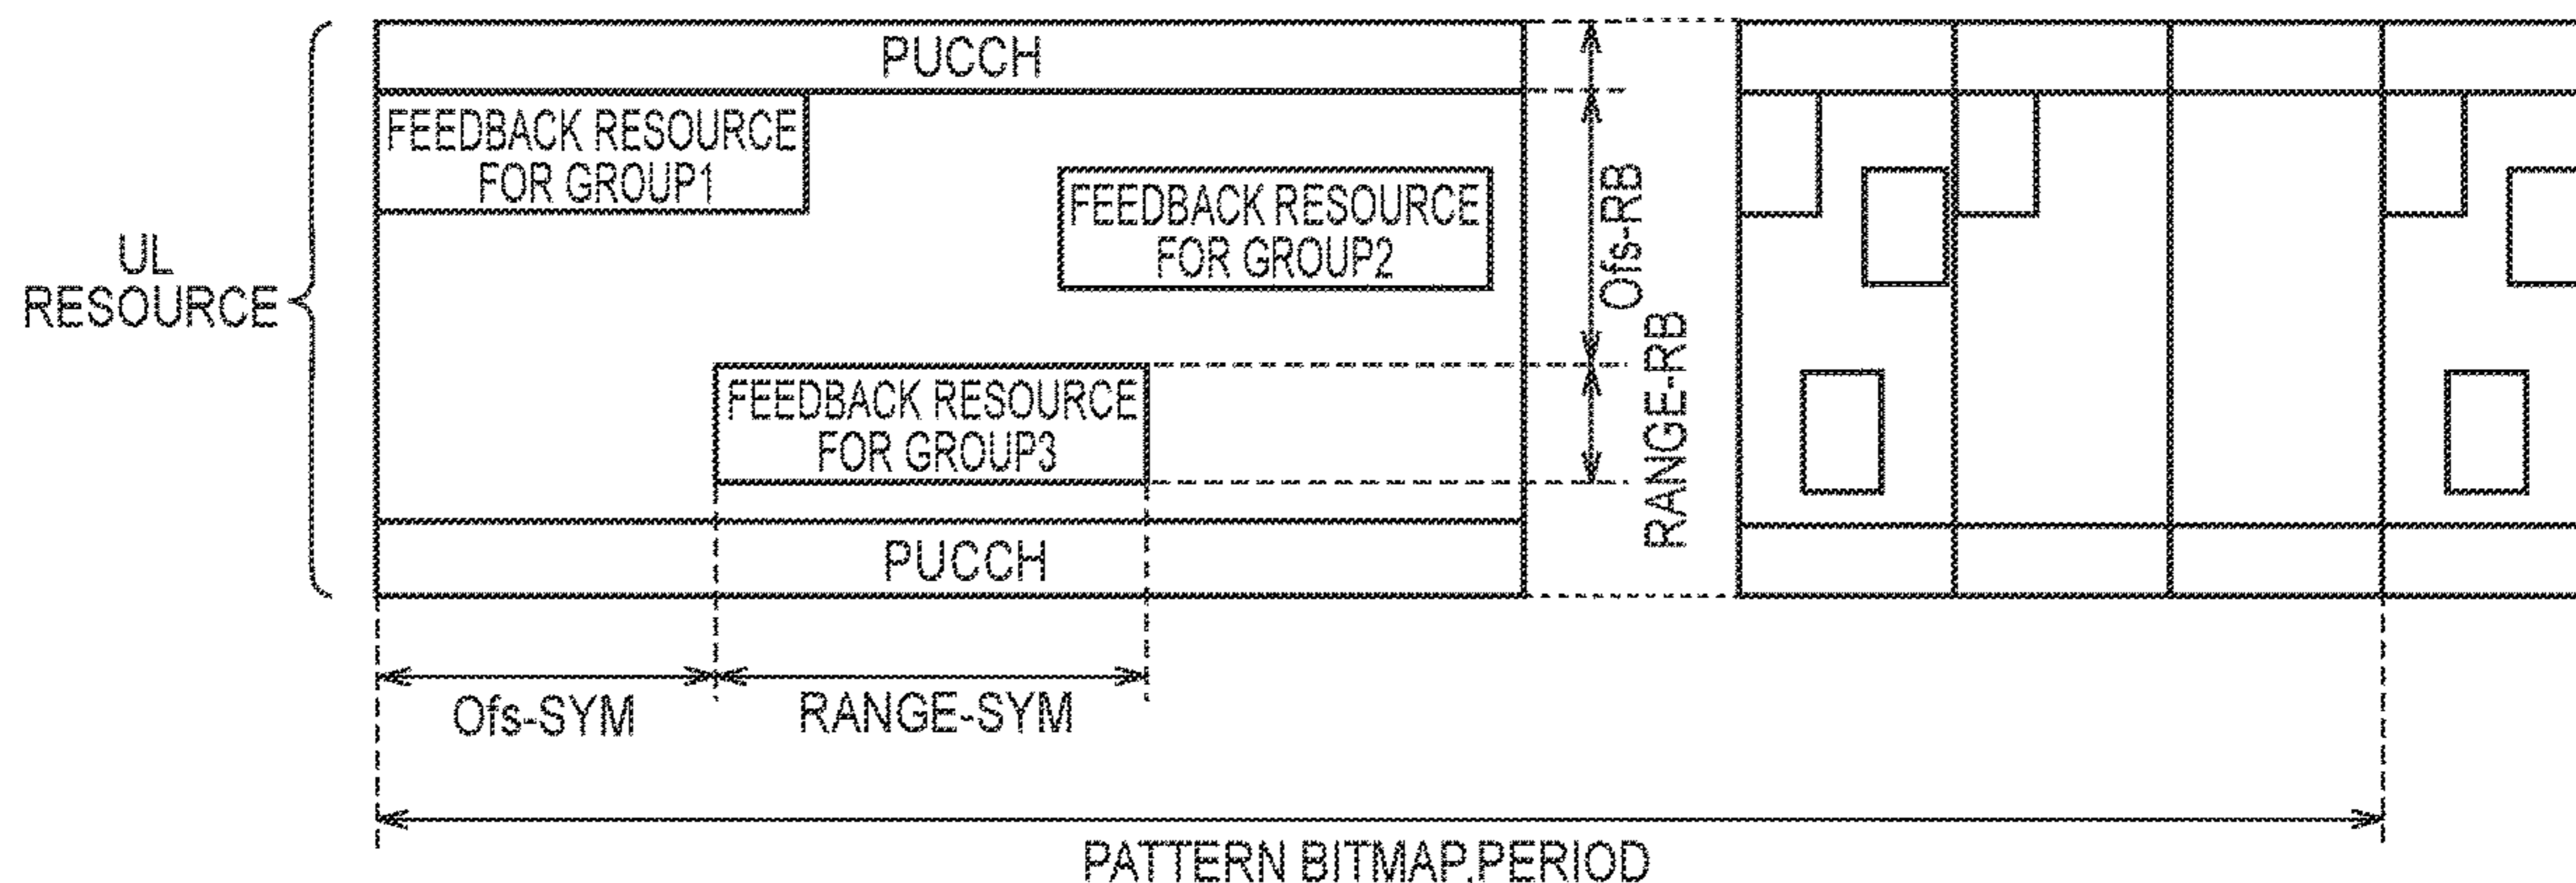 PUCCH
FEEDBACK RESOURCE
FOR GROUP1
FEEDBACK RESOURCE
FOR GROUP2
UL
RESOURCE
Ofs-RB
RANGE-RB
FEEDBACK RESOURCE
FOR GROUP3
PUCCH
Ofs-SYM
RANGE-SYM
PATTERN BITMAP.PERIOD